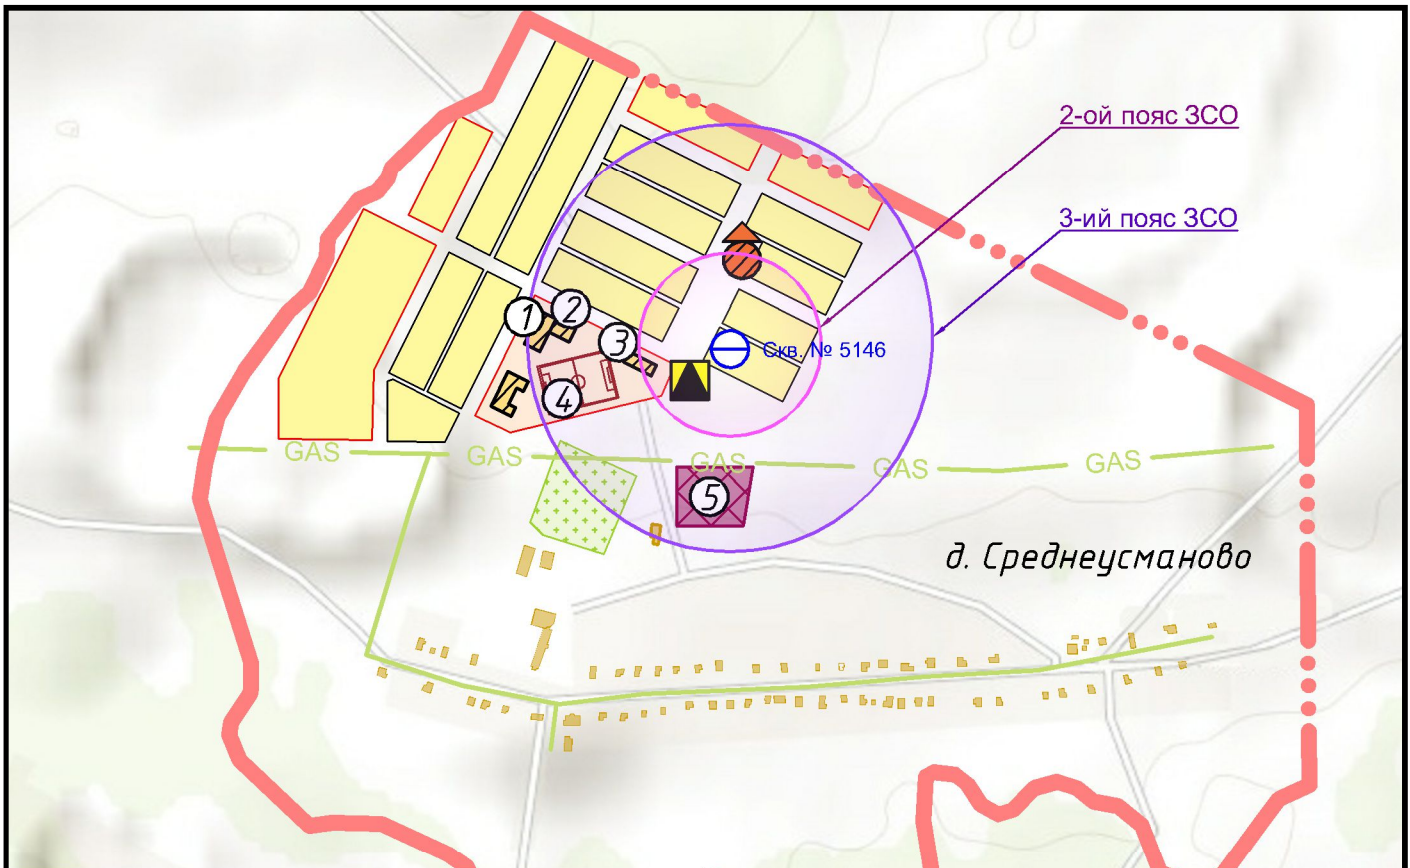 2-ой пояс ЗСО
3-ий пояс ЗСО
1
2
3
Скв. № 5146
4
GAS
GAS
GAS
GAS
GAS
5
д. Среднеусманово